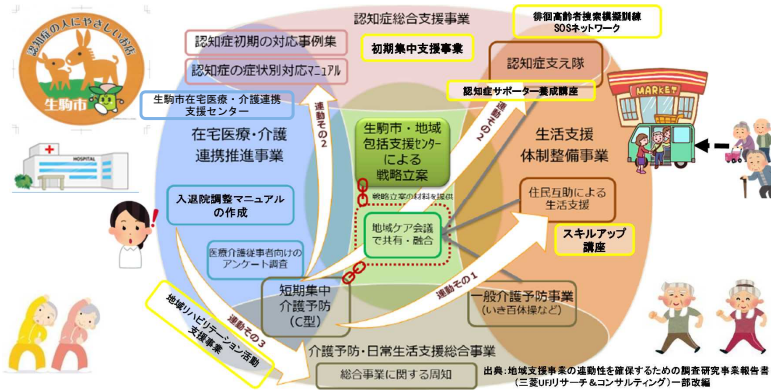 認知症の人にやさしいお店
生駒市
認知症総合支援事業
認知症初期の対応事例集
認知症の症状別対応マニュアル
初期集中支援事業
徘徊高齢者捜索模擬訓練
SOSネットワーク
認知症支え隊
認知症サポーター養成講座
MARKET
生駒市在宅医療・介護連携
支援センター
在宅医療・介護
連携推進事業
HOSPITAL
連動その2
生駒市・地域
包括支援センター
による
戦略立案
連動その2
生活支援
体制整備事業
戦略立案の材料を提供
入退院調整マニュアル
の作成
地域ケア会議
で共有・融合
住民互助による
生活支援
スキルアップ
講座
医療介護従事者向けの
アンケート調査
短期集中
介護予防
(C型)
連動その1
一般介護予防事業
(いき百体操など)
地域リハビリテーション活動
支援事業
連動その3
介護予防・日常生活支援総合事業
総合事業に関する周知
出典:地域支援事業の連動性を確保するための調査研究事業報告書
(三菱UFJリサーチ&コンサルティング)一部改編